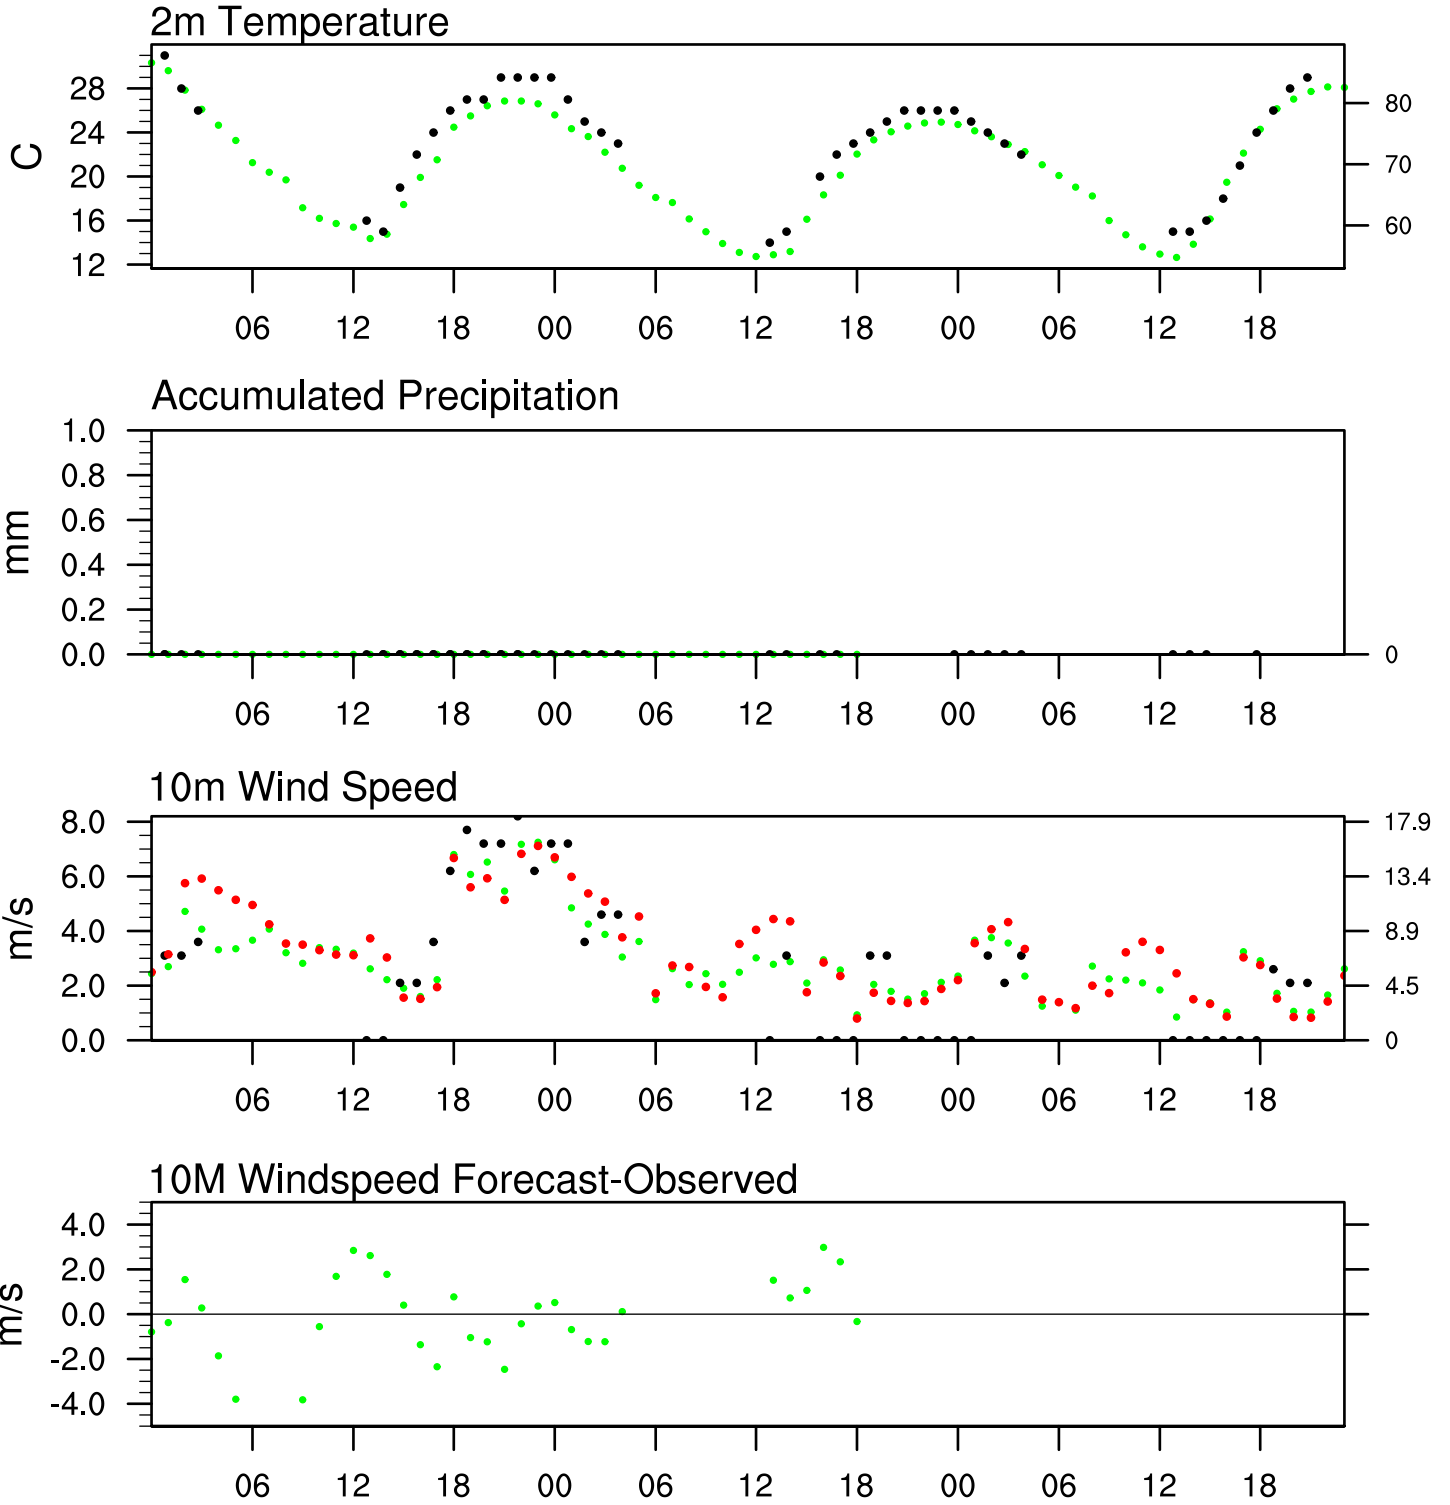 2m Temperature
28
24
20
16
12
C
80
70
60
06 12 18 00 06 12 18 00 06 12 18
Accumulated Precipitation
1.0
0.8
0.6
0.4
0.2
0.0
mm
0
06 12 18 00 06 12 18 00 06 12 18
10m Wind Speed
8.0
6.0
4.0
2.0
0.0
m/s
17.9
13.4
8.9
4.5
0
06 12 18 00 06 12 18 00 06 12 18
10M Windspeed Forecast-Observed
4.0
2.0
0.0
-2.0
-4.0
m/s
06 12 18 00 06 12 18 00 06 12 18